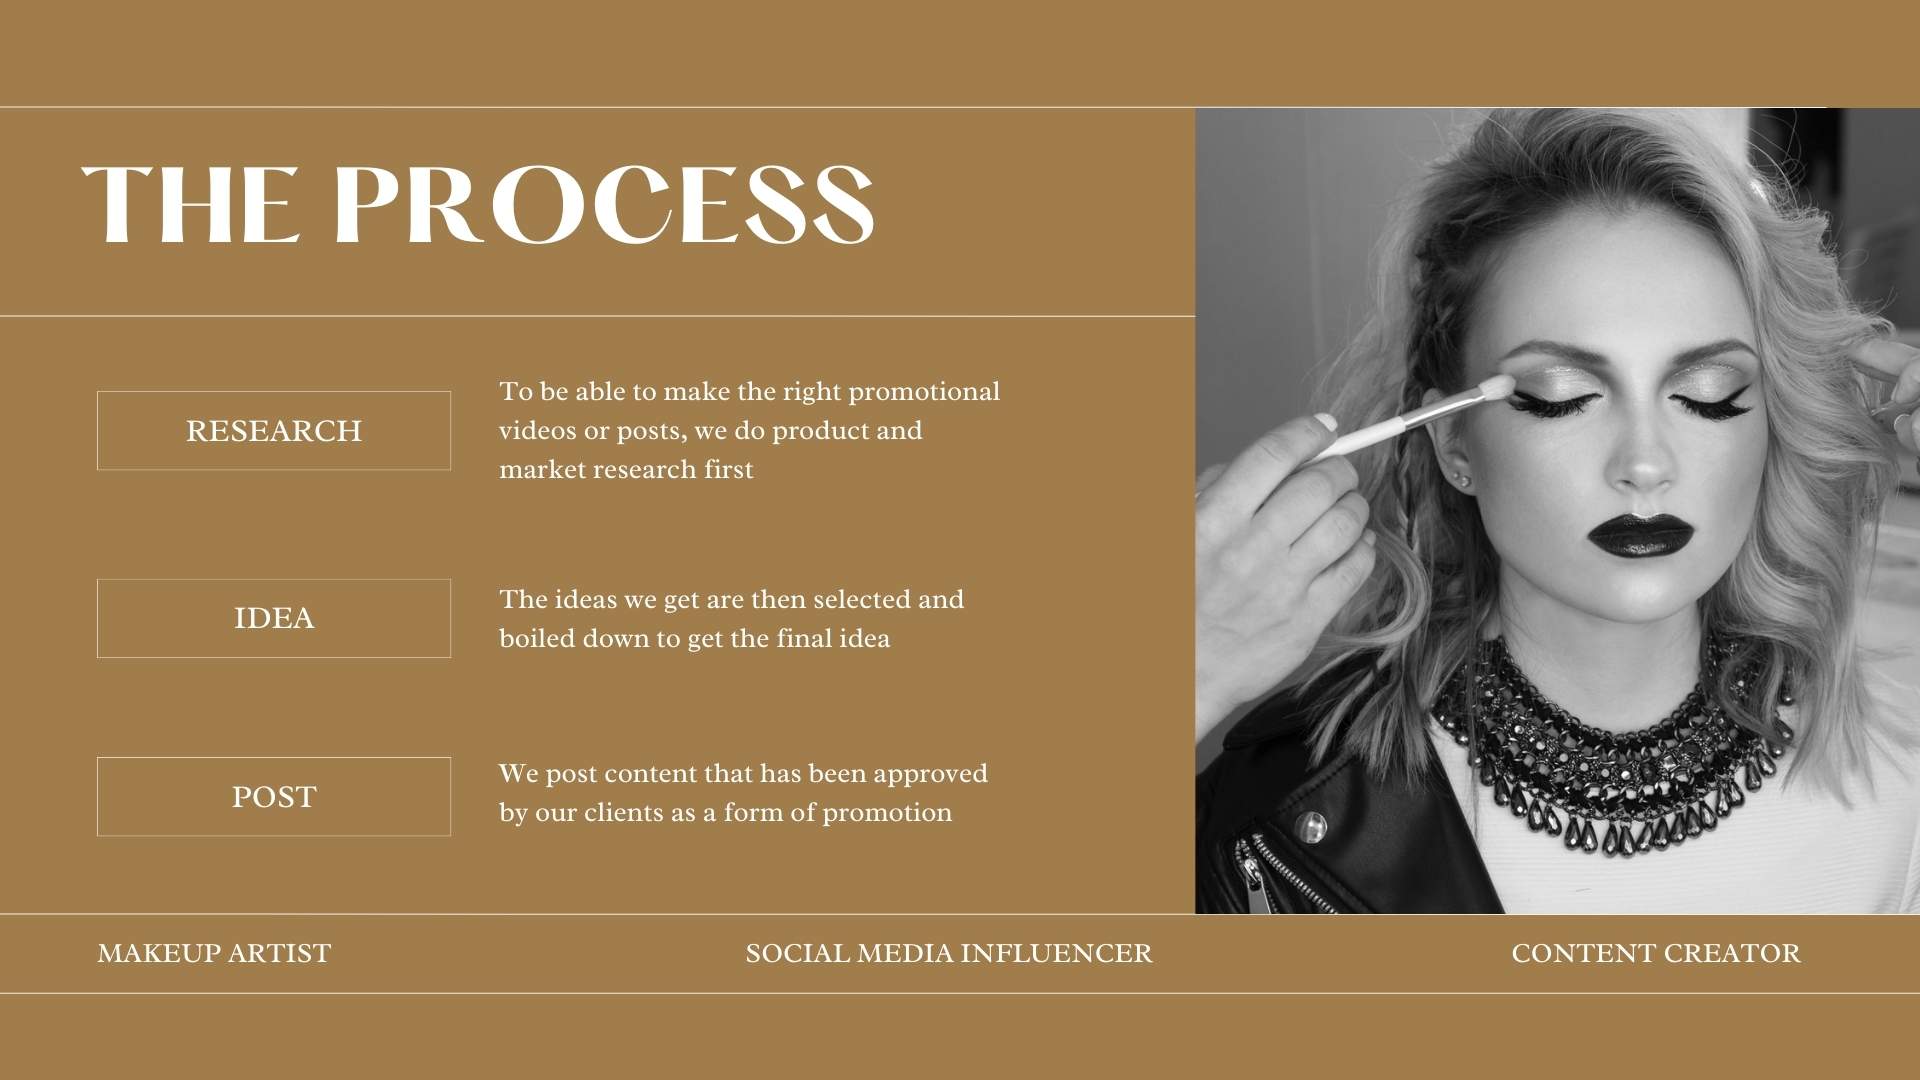 THE PROCESS
RESEARCH
To be able to make the right promotional
videos or posts, we do product and
market research first
IDEA
The ideas we get are then selected and
boiled down to get the final idea
POST
We post content that has been approved
by our clients as a form of promotion
MAKEUP ARTIST
SOCIAL MEDIA INFLUENCER
CONTENT CREATOR